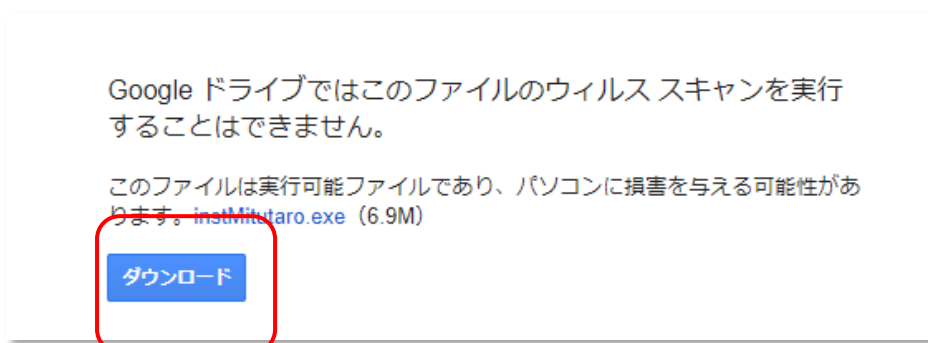 Google ドライブではこのファイルのウィルス スキャンを実行
することはできません。
このファイルは実行可能ファイルであり、パソコンに損害を与える可能性があ
ります。instMitutaro.exe（6.9M）
ダウンロード